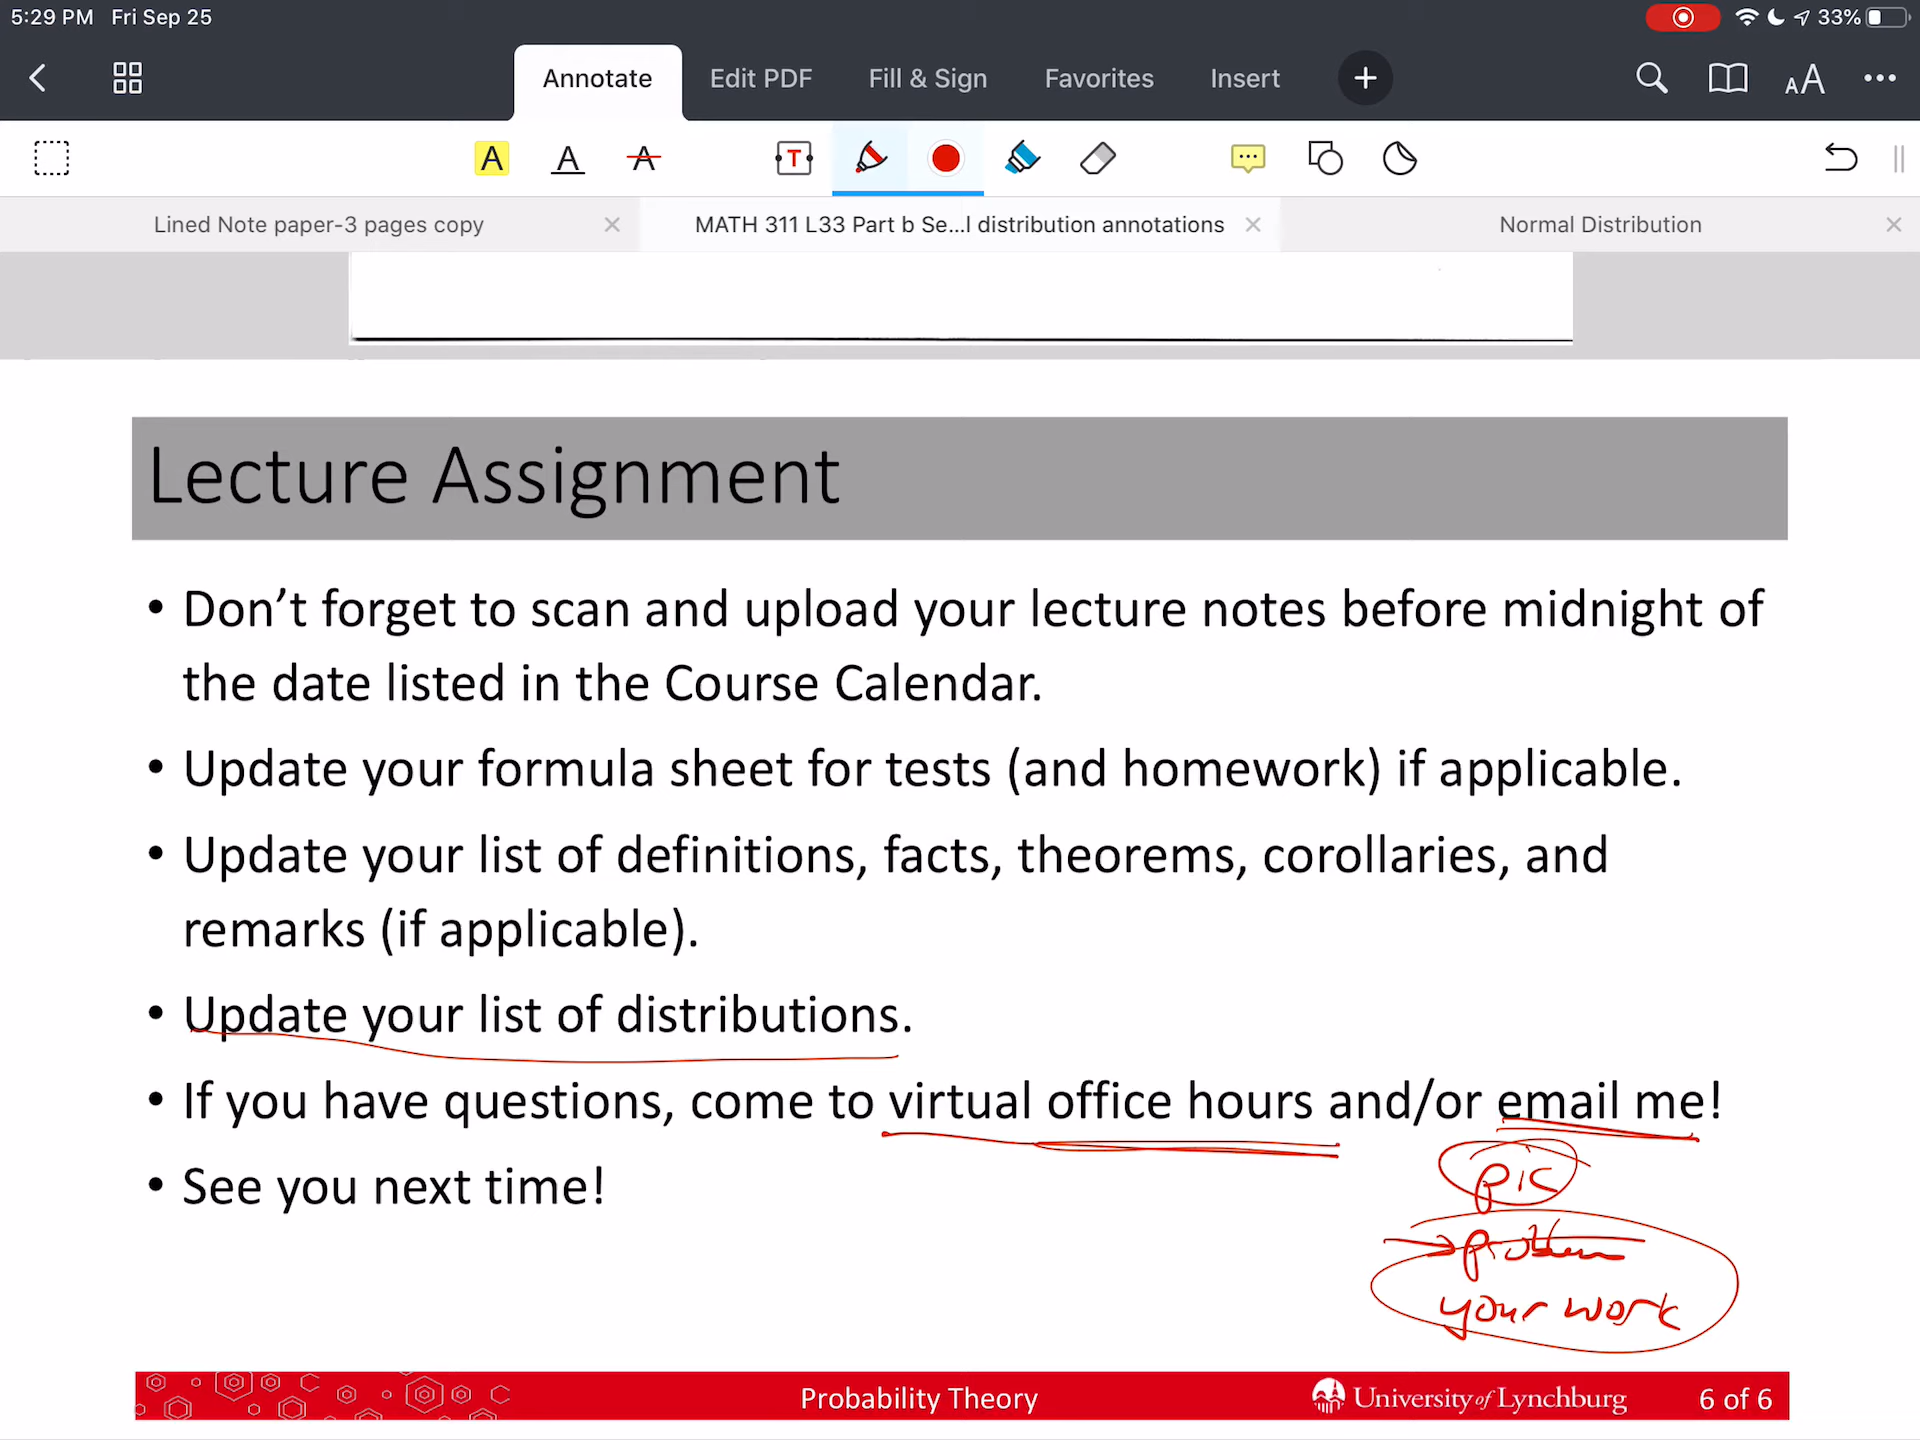 5:29 PM Fri Sep 25
33%
Annotate Edit PDF Fill & Sign Favorites Insert
AA
A A A T
Lined Note paper-3 pages copy
MATH 311 L33 Part b Se...l distribution annotations
Normal Distribution
Lecture Assignment
• Don’t forget to scan and upload your lecture notes before midnight of
the date listed in the Course Calendar.
• Update your formula sheet for tests (and homework) if applicable.
• Update your list of definitions, facts, theorems, corollaries, and
remarks (if applicable).
• Update your list of distributions.
• If you have questions, come to virtual office hours and/or email me!
• See you next time!
pic
→problem
your work
Probability Theory
University of Lynchburg
6 of 6